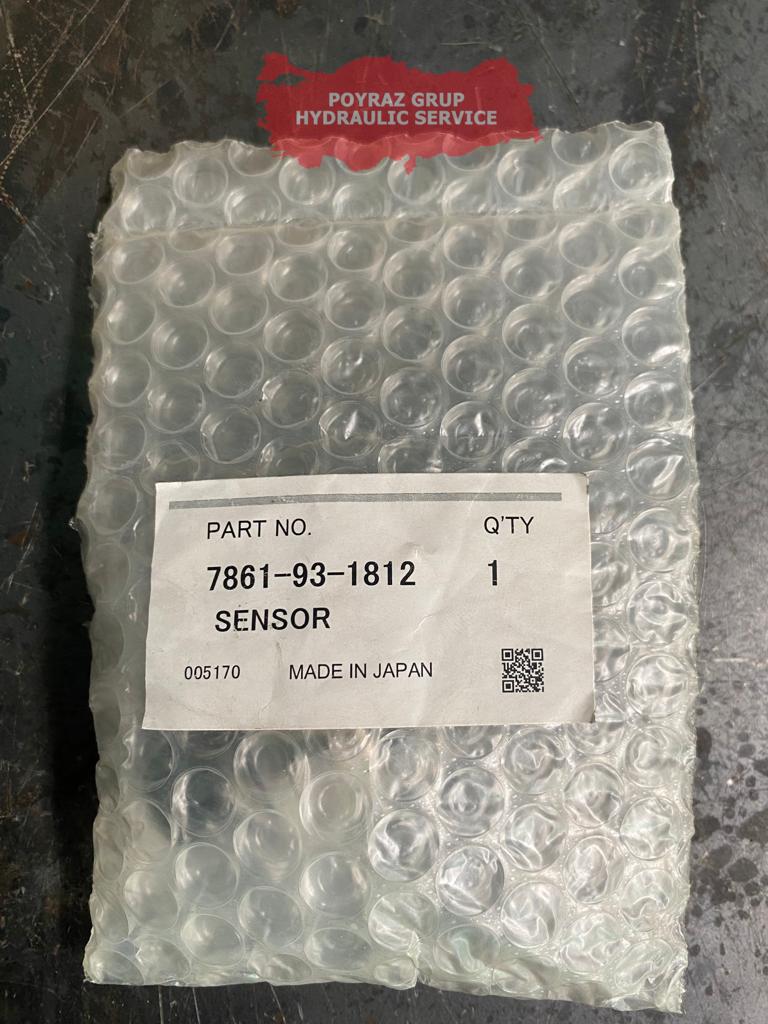 POYRAZ GRUP
HYDRAULIC SERVICE
PART NO. Q'TY
7861-93-1812 1
SENSOR
005170 MADE IN JAPAN